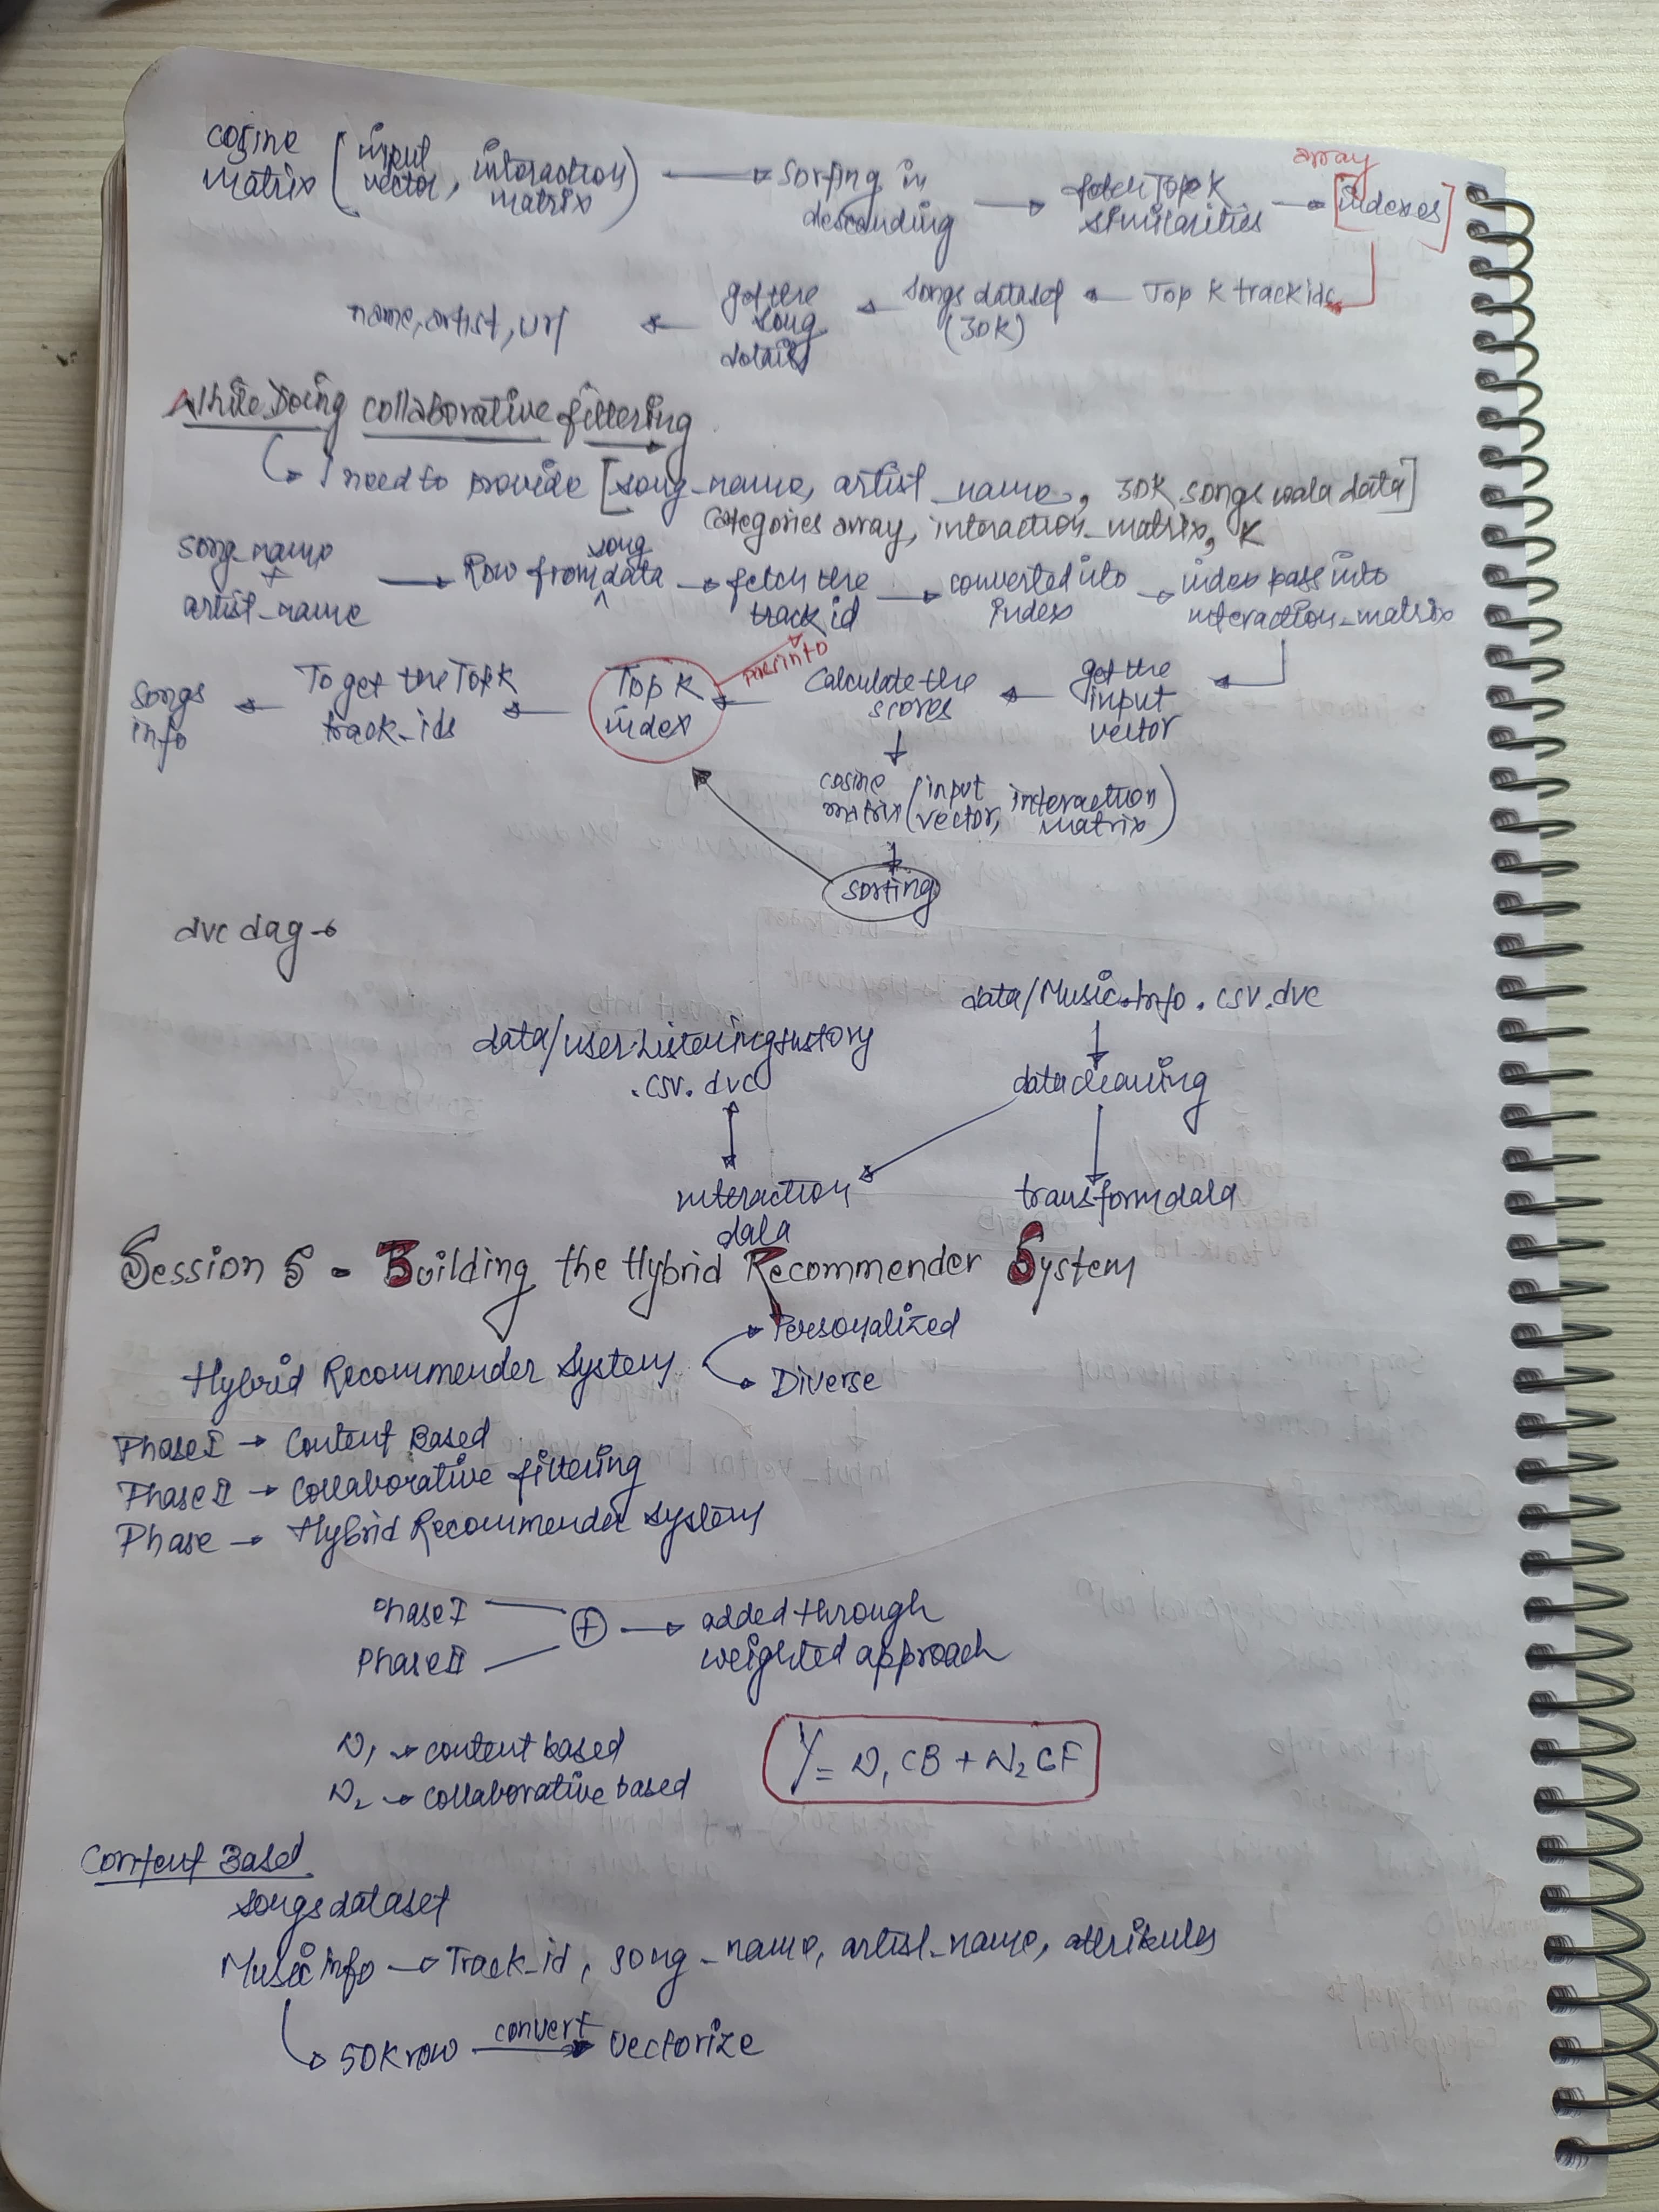 array
cosine matrix (input vector, interaction matrix) → sorting in descending → fetch Top K similarities → [indexes]
name, artist, url ← get the song details ← songs dataset (30K) ← Top K track ids
While Doing collaborative filtering
↳ I need to provide [song_name, artist_name, 30K songs wala data]
categories array, interaction_matrix, K
song_name + artist_name → Row from song data → fetch the track id → converted into index → index pass into interaction_matrix
pass into
songs info ← To get the Top K track_ids ← Top K index ← Calculate the scores ← get the input vector
cosine matrix (input vector, interaction matrix)
sorting
dvc dag →
data/Music Info.csv.dvc
data/User Listening History .csv.dvc
data cleaning
interaction data
transform data
Session 5 - Building the Hybrid Recommender System
Hybrid Recommender System
Personalized
Diverse
Phase I → Content Based
Phase II → Collaborative filtering
Phase → Hybrid Recommender System
Phase I
Phase II
⊕ → added through weighted approach
W₁ → content based
W₂ → collaborative based
Y = W₁ CB + W₂ CF
Content Based
songs dataset
Music info → Track_id, song_name, artist_name, attributes
↳ 50K row convert → vectorize